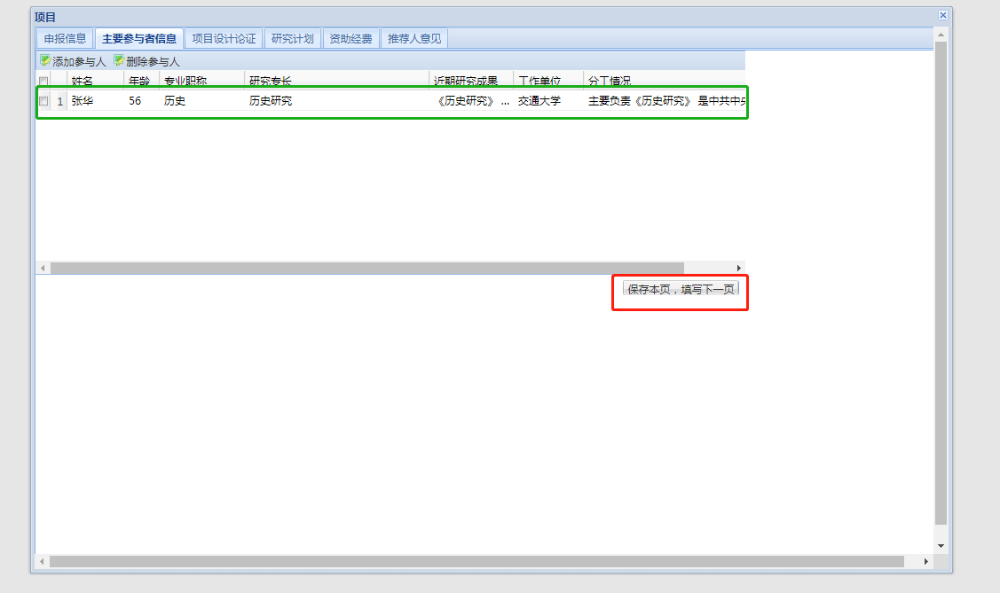 项目
申报信息 主要参与者信息 项目设计论证 研究计划 资助经费 推荐人意见
添加参与人 删除参与人
姓名 年龄 专业职称 研究专长 近期研究成果 工作单位 分工情况
1 张华 56 历史 历史研究 《历史研究》 ... 交通大学 主要负责《历史研究》 是中共中央
保存本页，填写下一页